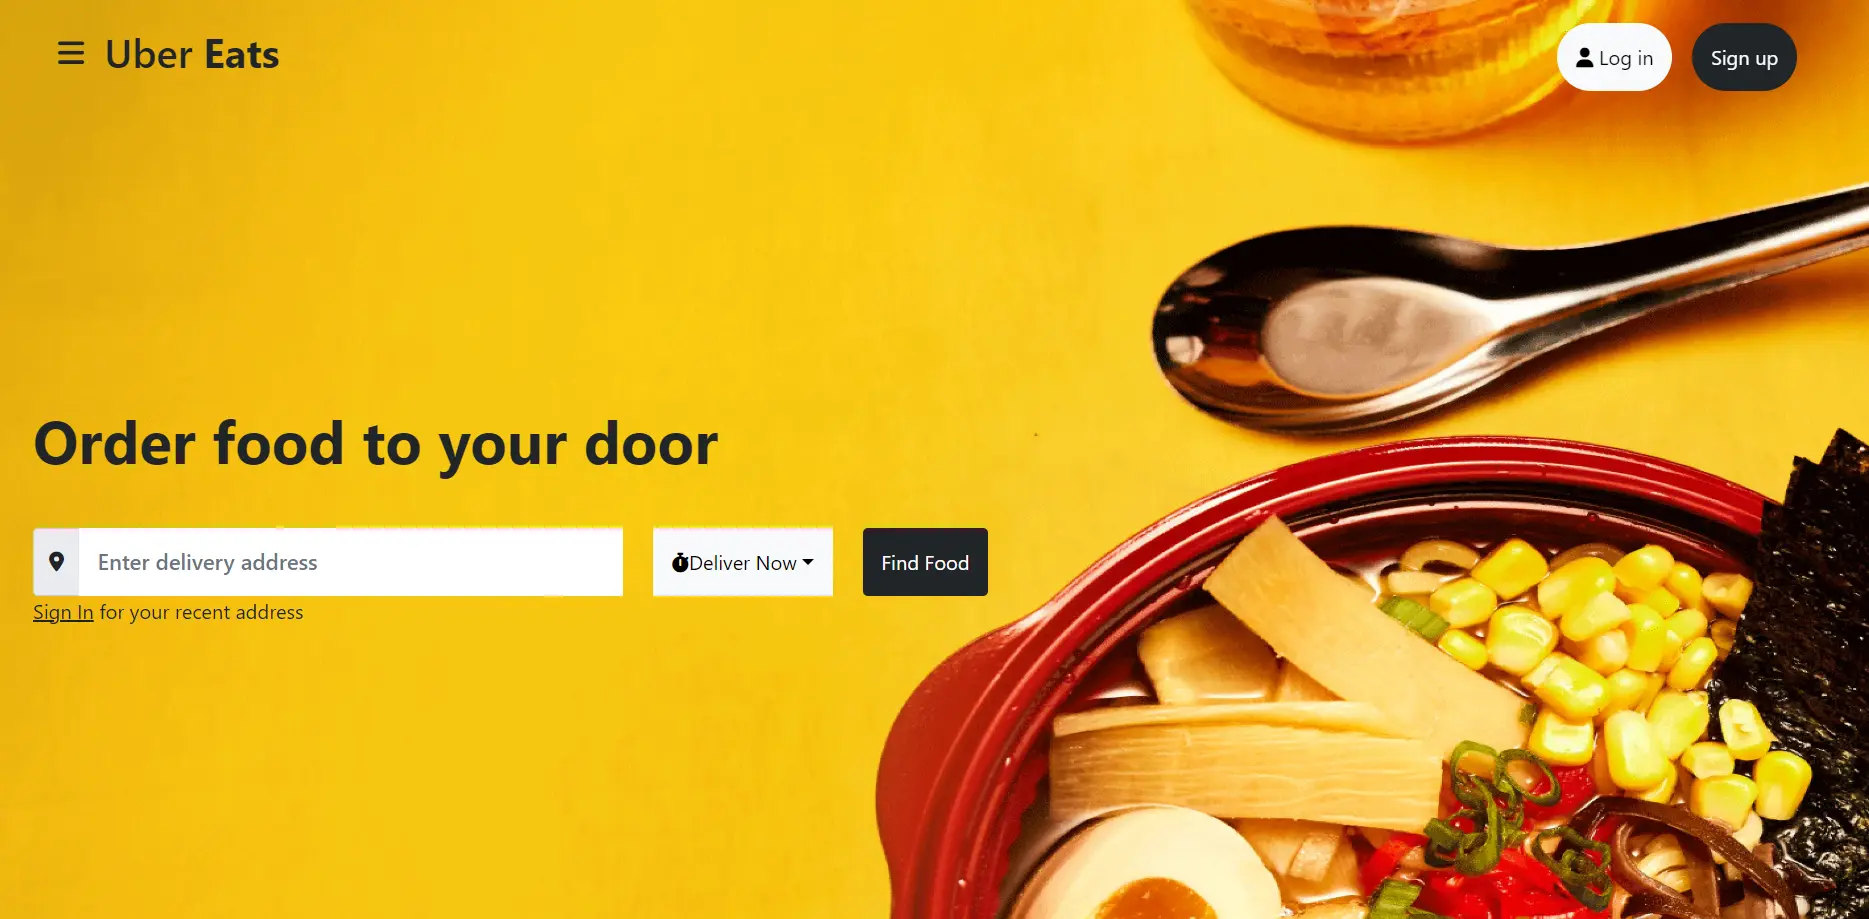 Uber Eats
Log in
Sign up
Order food to your door
Enter delivery address
Deliver Now
Find Food
Sign In for your recent address